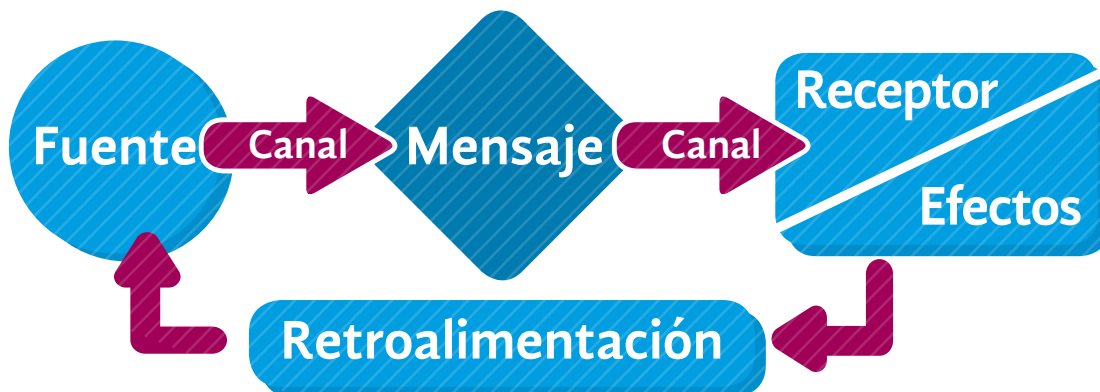 Fuente
Canal
Mensaje
Canal
Receptor
Efectos
Retroalimentación